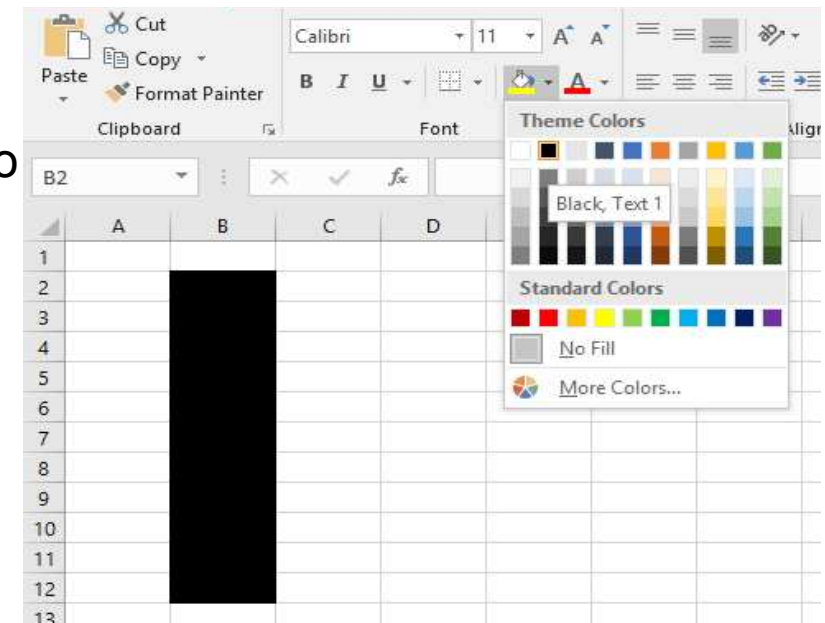 Cut
Copy
Paste
Format Painter
Calibri
11
A A
B I U
A
Clipboard
Font
Theme Colors
Black, Text 1
Standard Colors
No Fill
More Colors...
o
B2
fx
A B C D
1
2
3
4
5
6
7
8
9
10
11
12
13